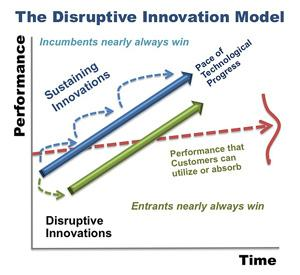 The Disruptive Innovation Model
Incumbents nearly always win
Pace of
Technological
Progress
Sustaining
Innovations
Performance
Performance that
Customers can
utilize or absorb
Disruptive
Innovations
Entrants nearly always win
Time